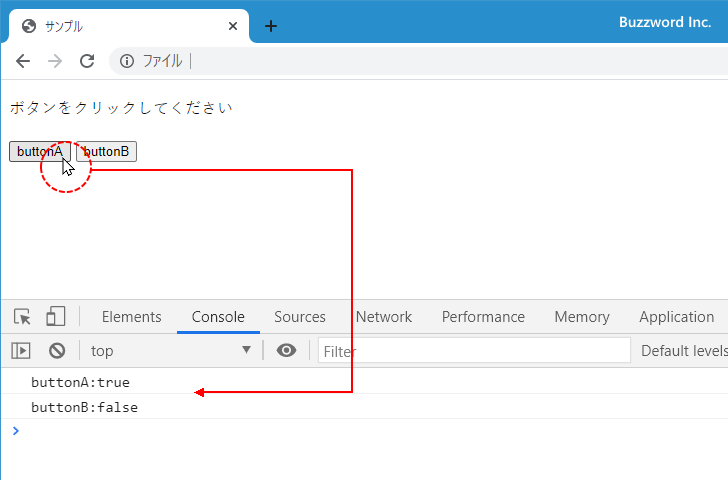 サンプル
Buzzword Inc.
ファイル
ボタンをクリックしてください
buttonA buttonB
Elements Console Sources Network Performance Memory Application
top Filter Default levels
buttonA:true
buttonB:false